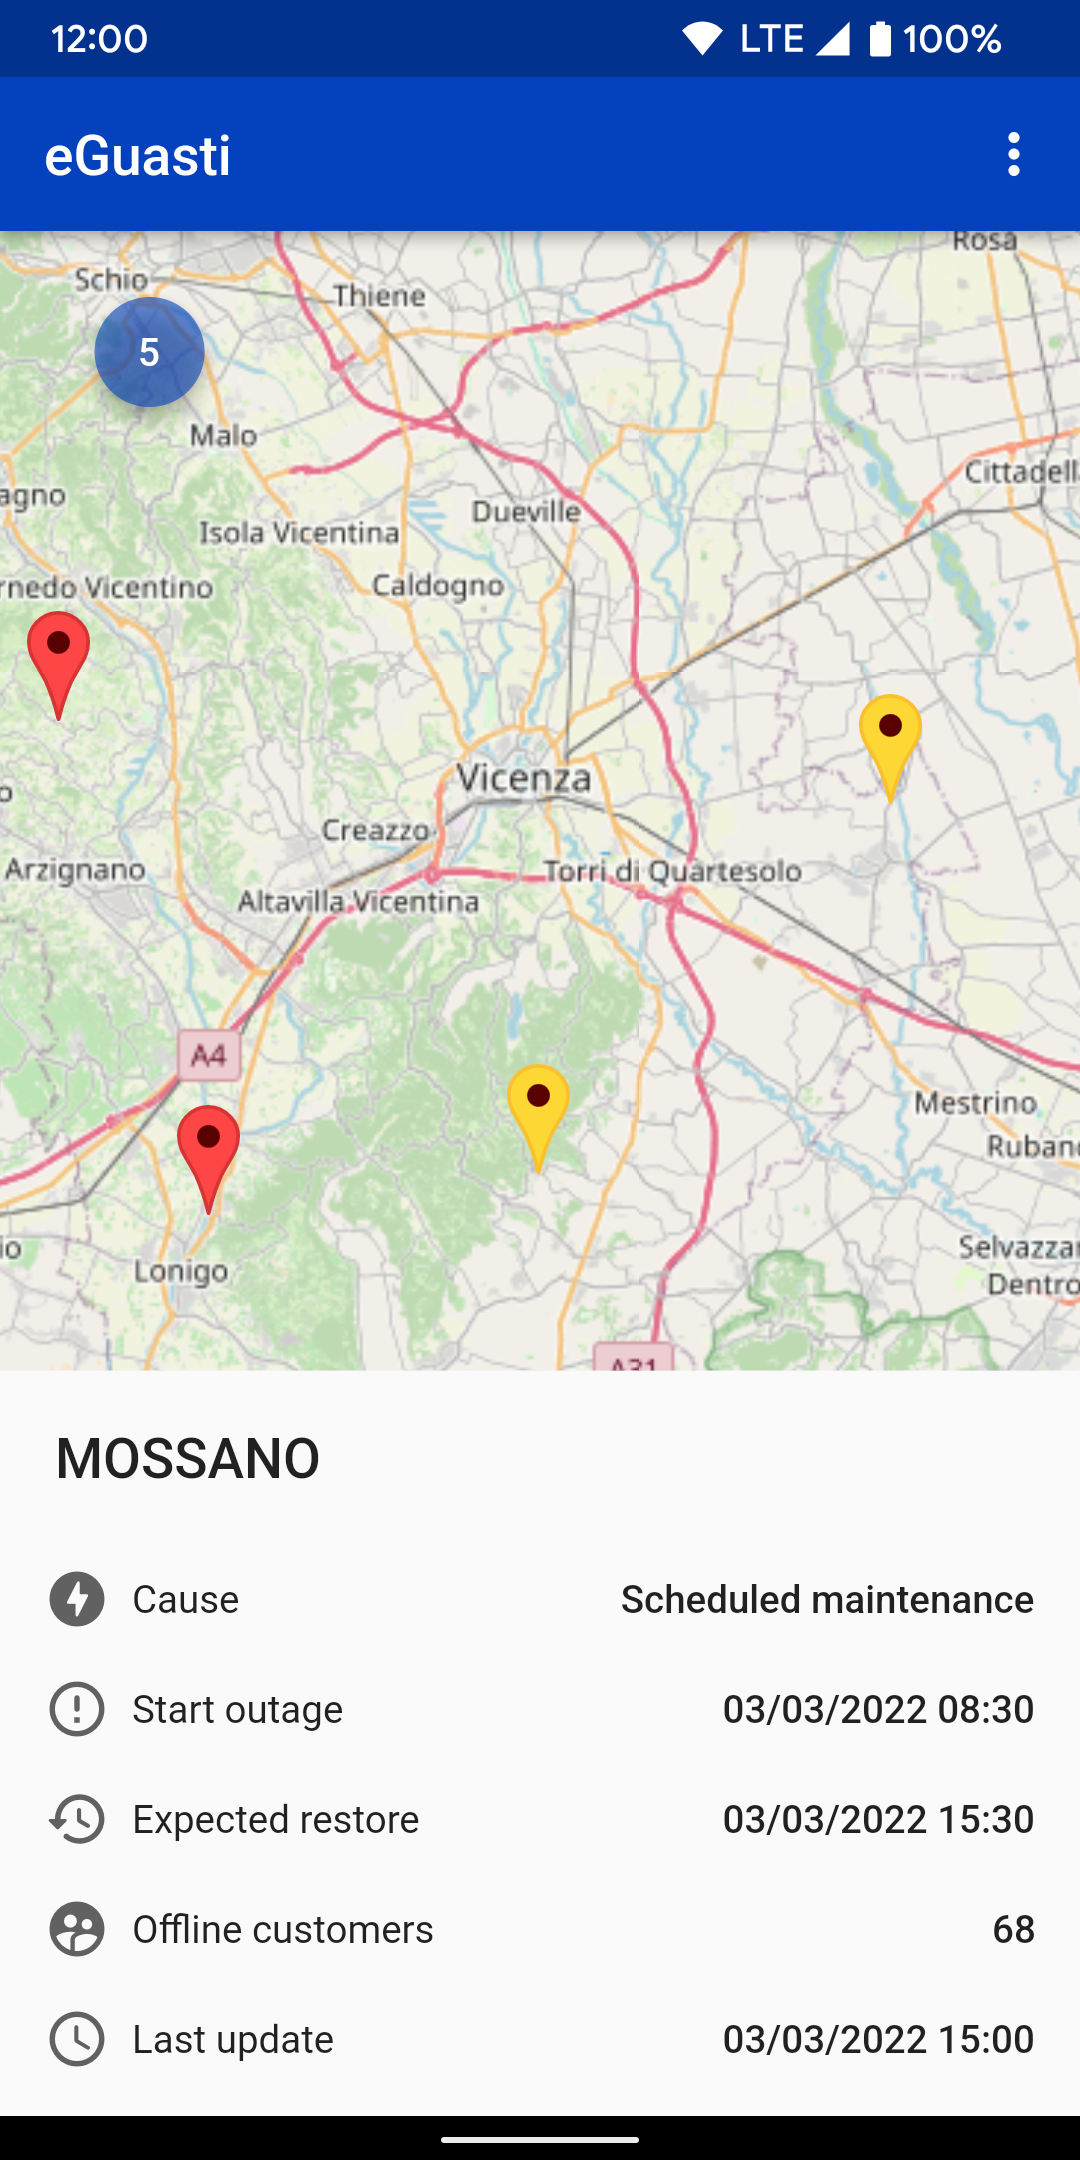 12:00 LTE 100%
eGuasti
Rosà
Schio
Thiene
5
Malo
Cittadell
agno
Dueville
Isola Vicentina
rnedo Vicentino
Caldogno
Vicenza
o
Creazzo
Arzignano
Torri di Quartesolo
Altavilla Vicentina
A4
Mestrino
Rubano
io
Selvazzan
Lonigo
Dentro
A31
MOSSANO
Cause Scheduled maintenance
Start outage 03/03/2022 08:30
Expected restore 03/03/2022 15:30
Offline customers 68
Last update 03/03/2022 15:00